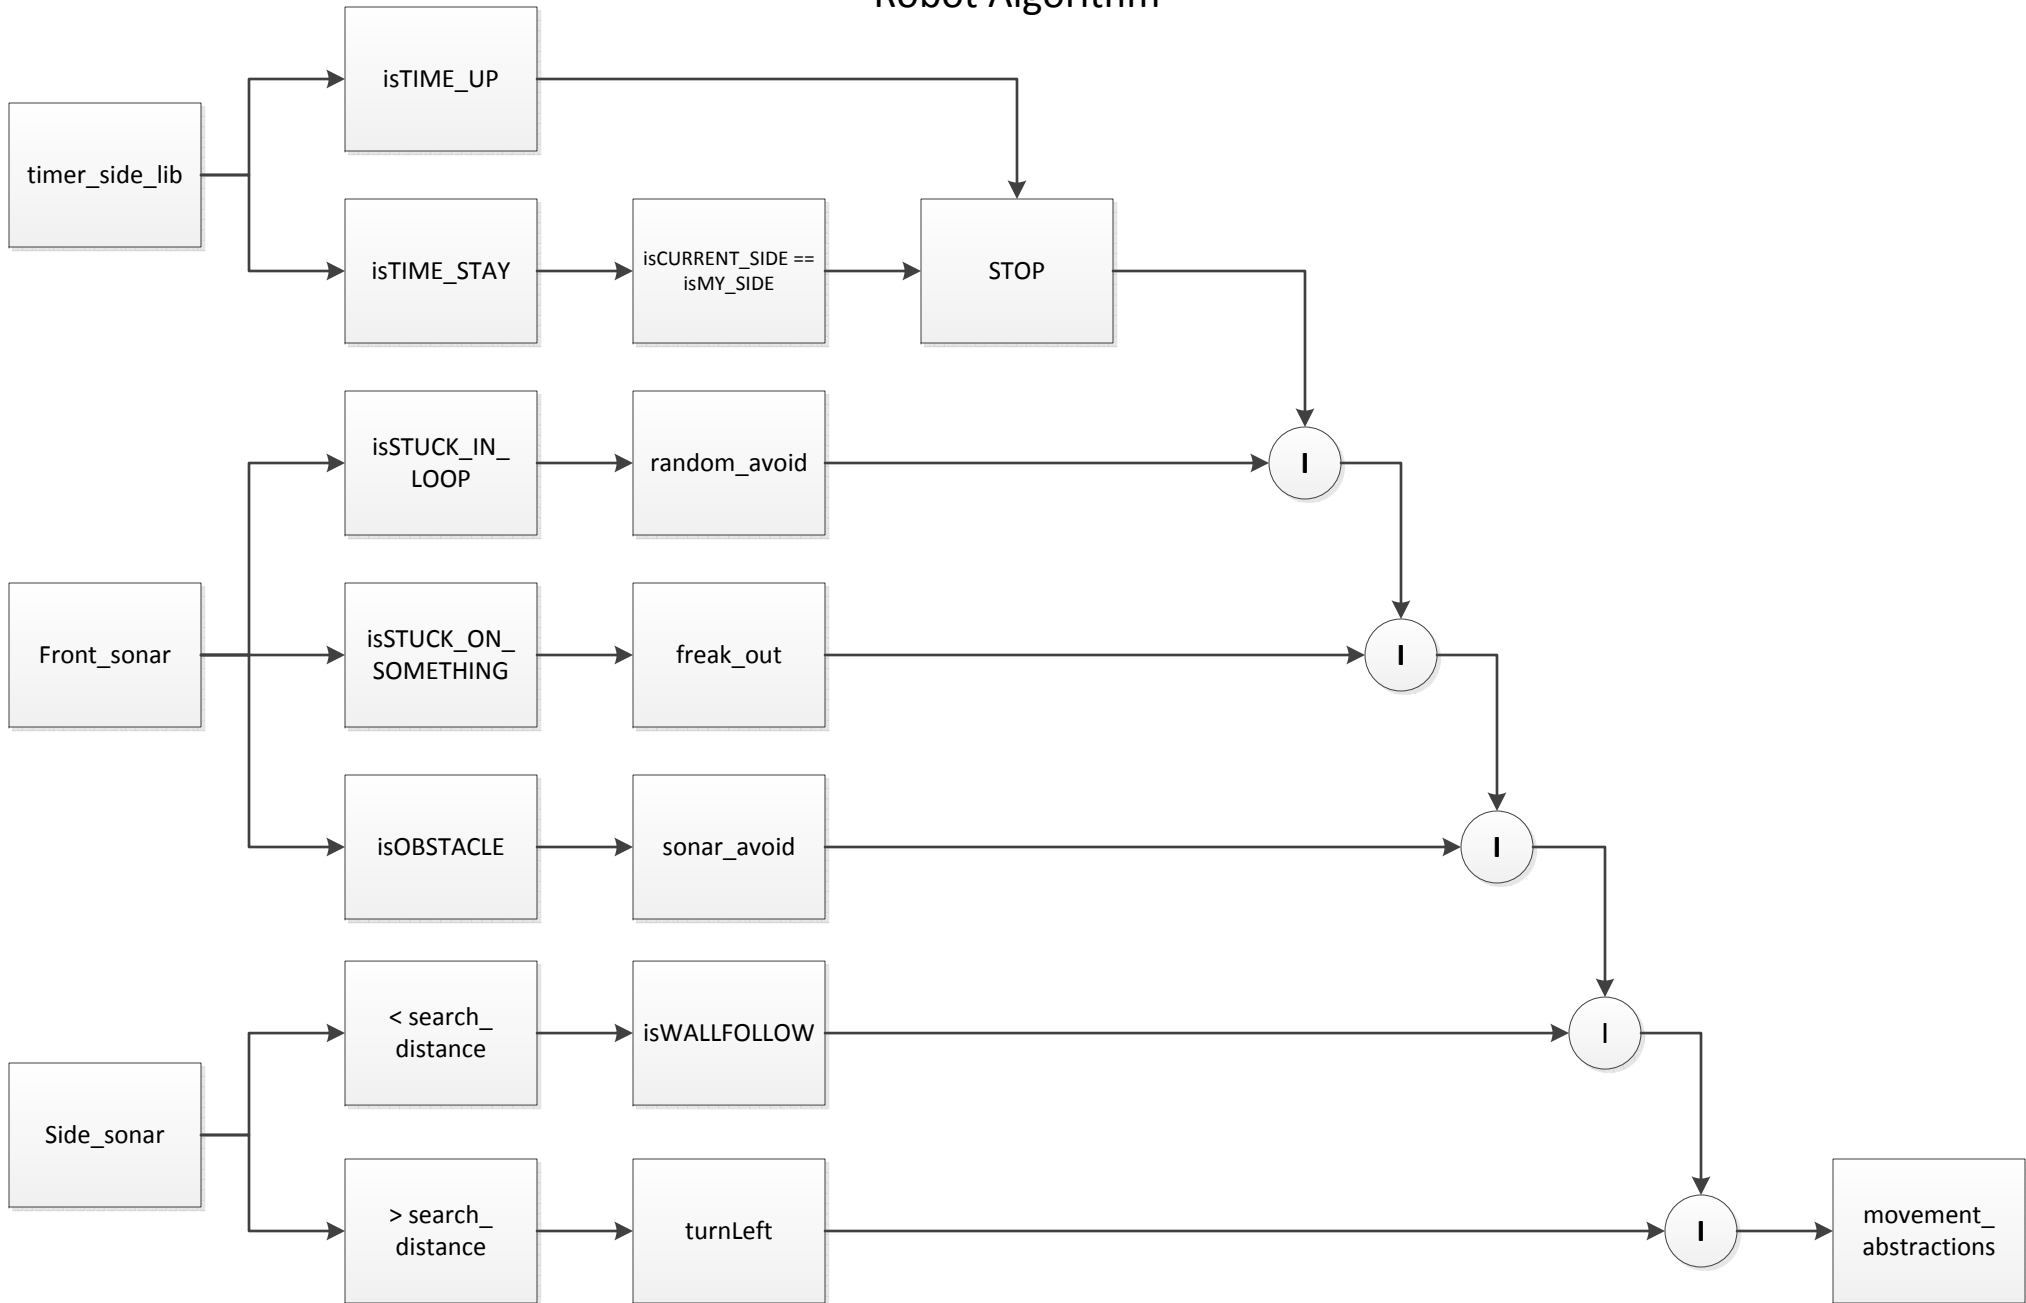 Robot Algorithm
isTIME_UP
timer_side_lib
isTIME_STAY
isCURRENT_SIDE ==
isMY_SIDE
STOP
isSTUCK_IN_
LOOP
random_avoid
I
Front_sonar
isSTUCK_ON_
SOMETHING
freak_out
I
isOBSTACLE
sonar_avoid
I
< search_
distance
isWALLFOLLOW
I
Side_sonar
> search_
distance
turnLeft
I
movement_
abstractions